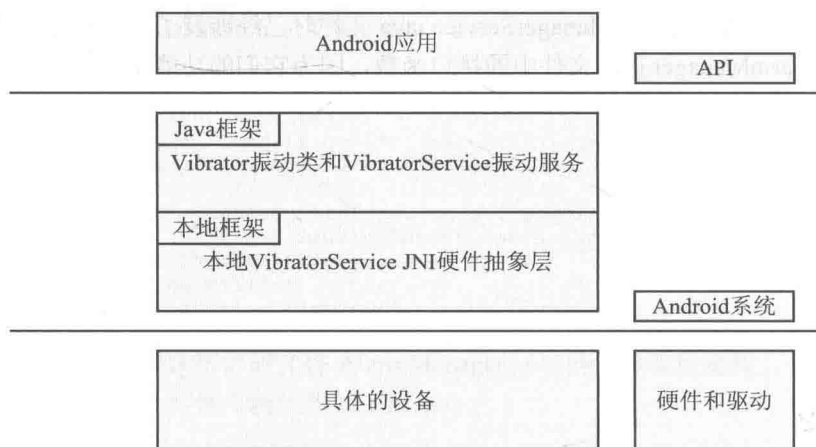 Android应用
API
Java框架
Vibrator振动类和VibratorService振动服务
本地框架
本地VibratorService JNI硬件抽象层
Android系统
具体的设备
硬件和驱动